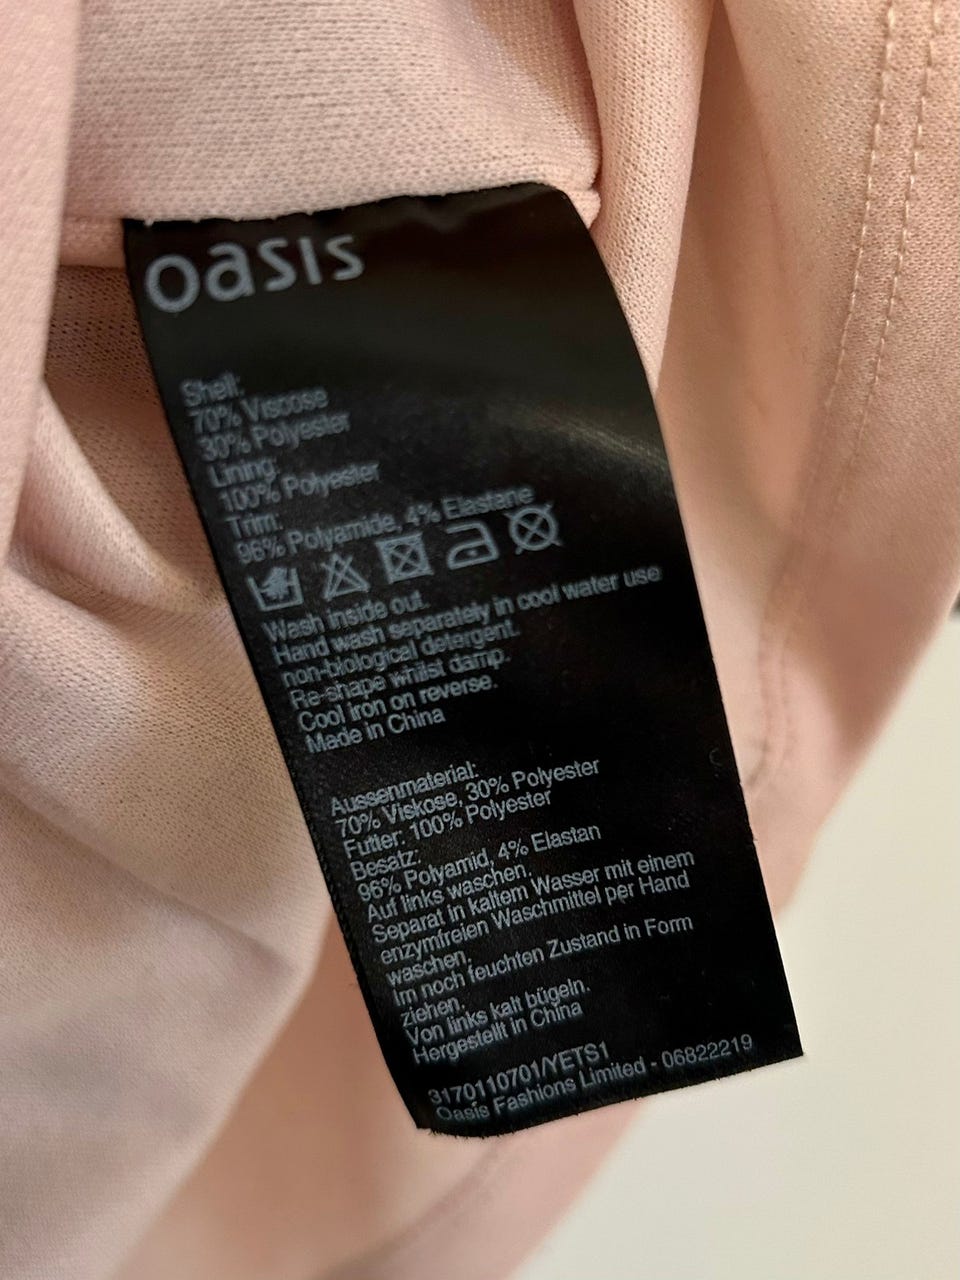 oasis
Shell:
70% Viscose
30% Polyester
Lining:
100% Polyester
Trim:
96% Polyamide, 4% Elastane
Wash inside out.
Hand wash separately in cool water use
non-biological detergent.
Re-shape whilst damp.
Cool iron on reverse.
Made in China
Aussenmaterial:
70% Viskose, 30% Polyester
Futter: 100% Polyester
Besatz:
96% Polyamid, 4% Elastan
Auf links waschen.
Separat in kaltem Wasser mit einem
enzymfreien Waschmittel per Hand
waschen.
Im noch feuchten Zustand in Form
ziehen.
Von links kalt bügeln.
Hergestellt in China
3170110701/YETS1
Oasis Fashions Limited - 06822219